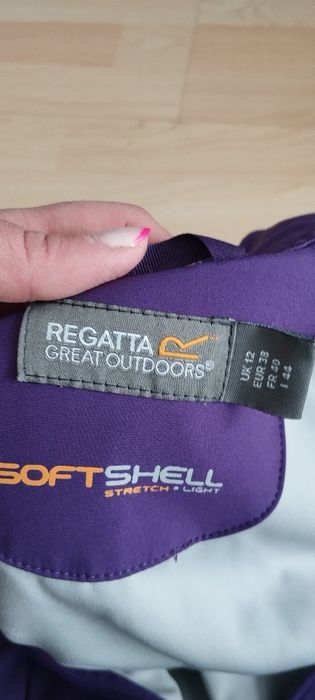 REGATTA
GREAT OUTDOORS®
UK 12
EUR 38
FR 40
I 44
SOFTSHELL
STRETCH • LIGHT